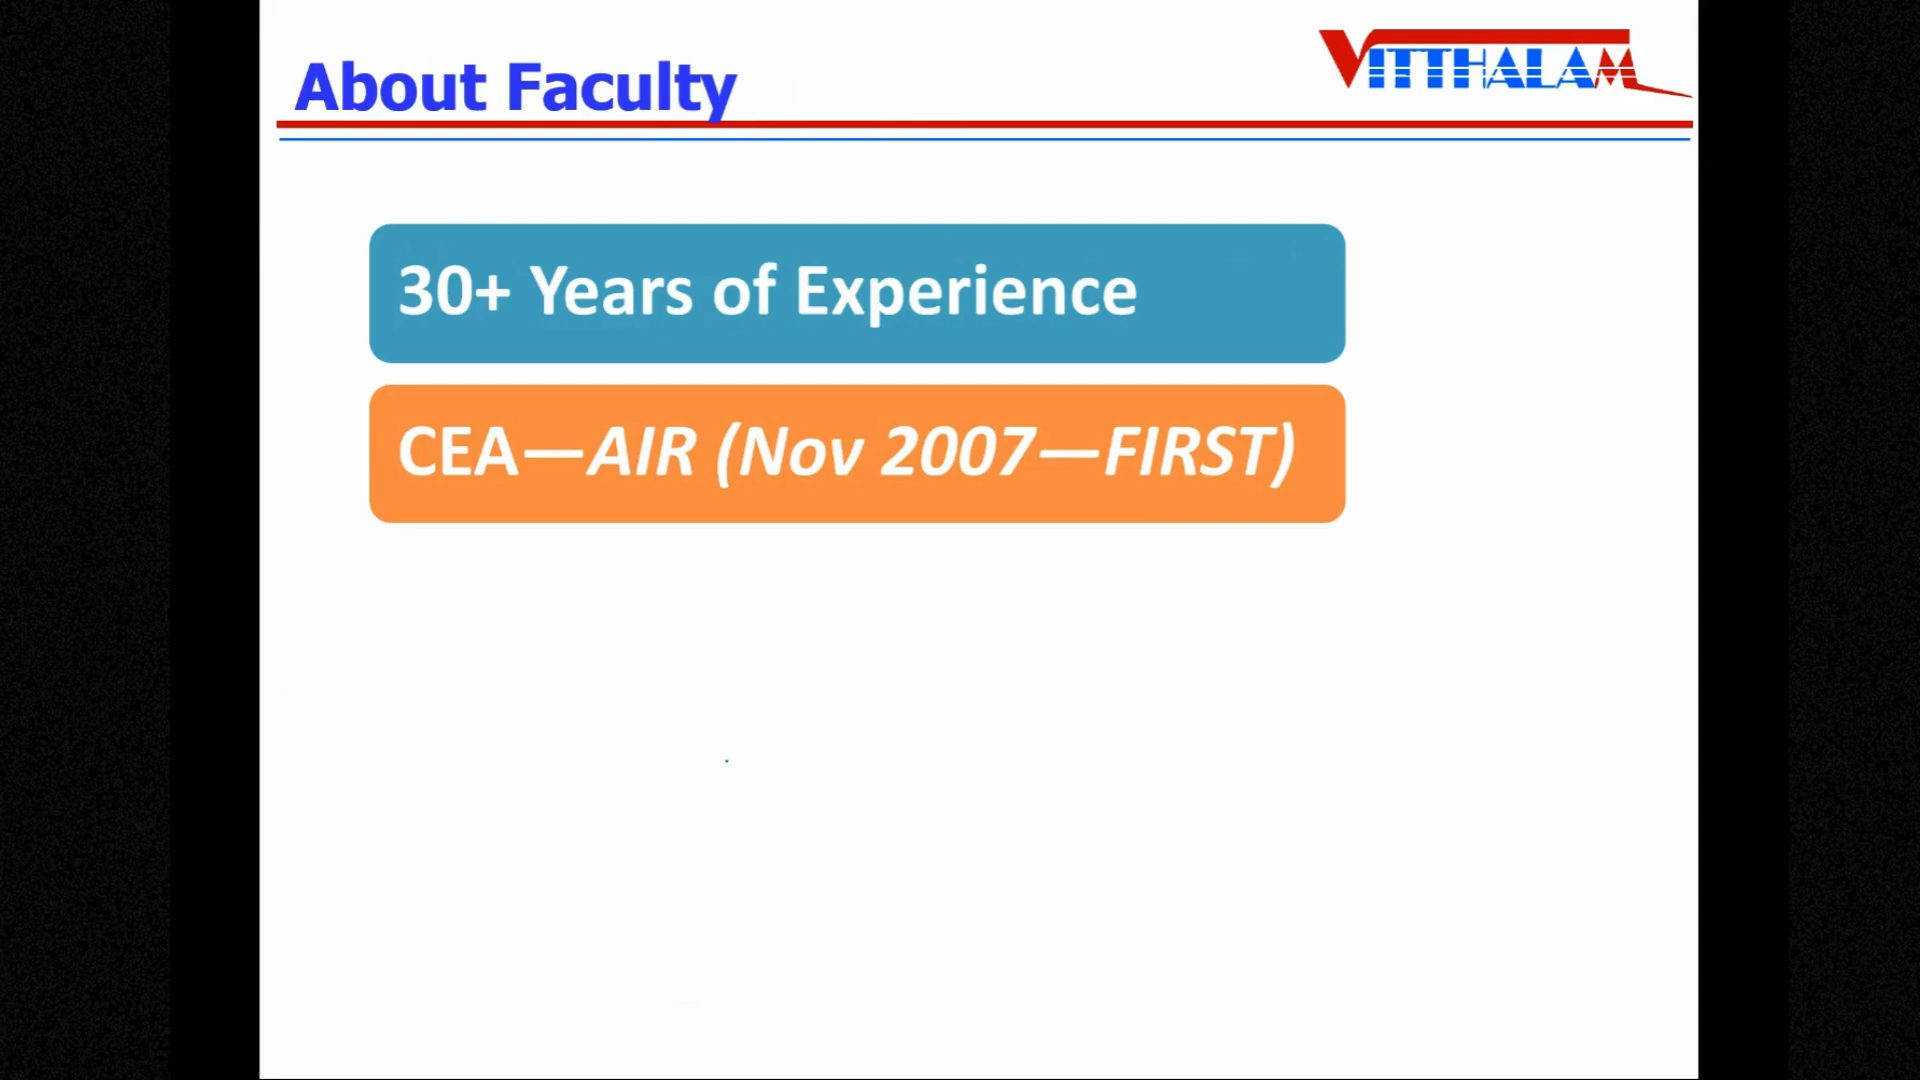 About Faculty
VITTHALAM
30+ Years of Experience
CEA—AIR (Nov 2007—FIRST)